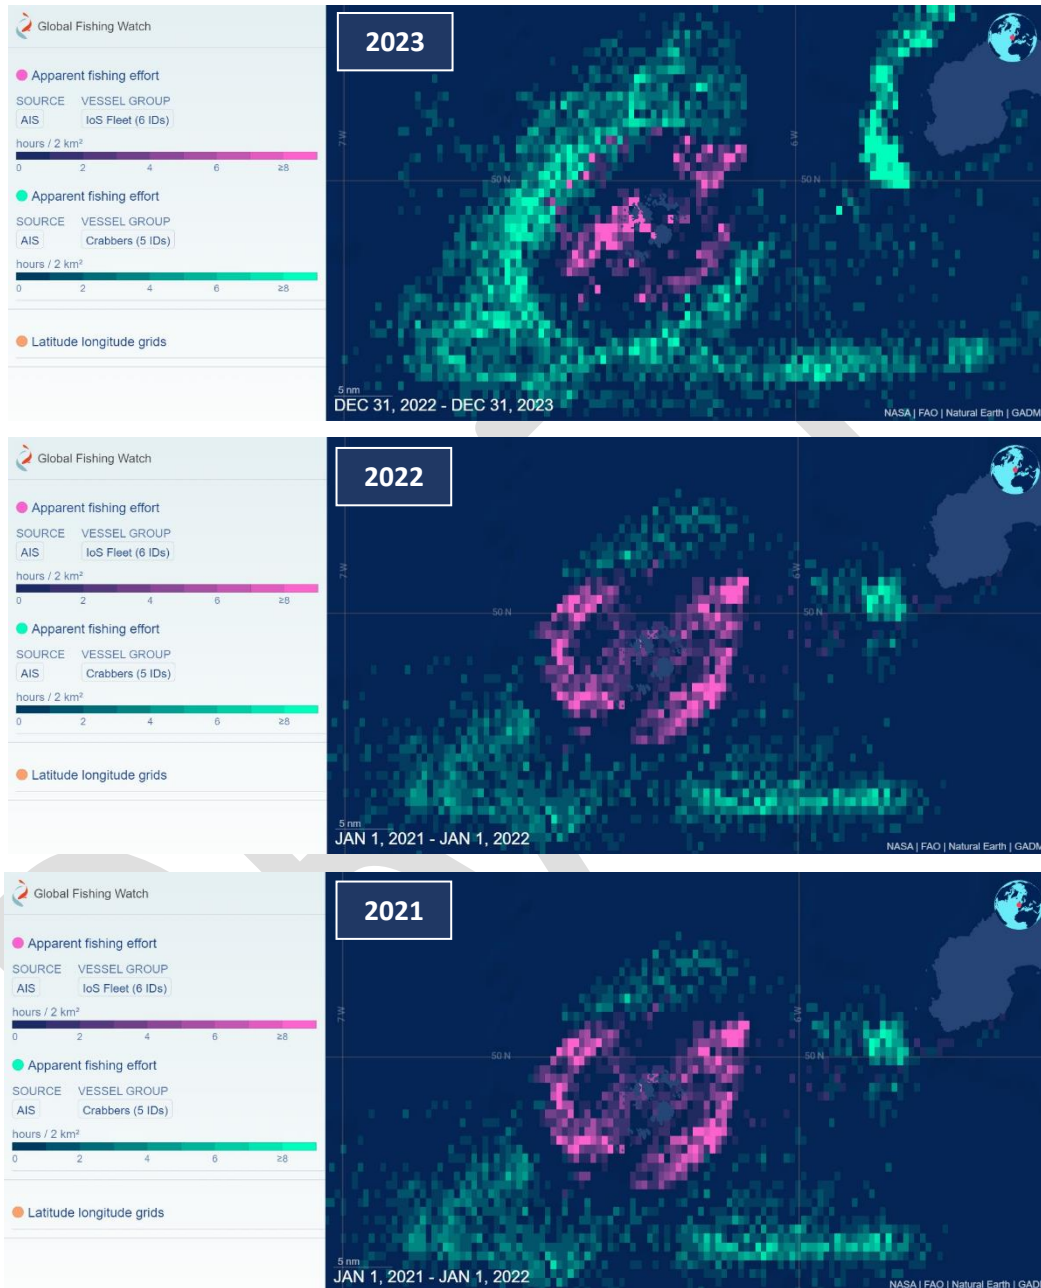 Global Fishing Watch
2023
Apparent fishing effort
SOURCE VESSEL GROUP
AIS IoS Fleet (6 IDs)
hours / 2 km²
0 2 4 6 ≥8
Apparent fishing effort
SOURCE VESSEL GROUP
AIS Crabbers (5 IDs)
hours / 2 km²
0 2 4 6 ≥8
Latitude longitude grids
7 W
6 W
50 N
50 N
5 nm
DEC 31, 2022 - DEC 31, 2023
NASA | FAO | Natural Earth | GADM
Global Fishing Watch
2022
Apparent fishing effort
SOURCE VESSEL GROUP
AIS IoS Fleet (6 IDs)
hours / 2 km²
0 2 4 6 ≥8
Apparent fishing effort
SOURCE VESSEL GROUP
AIS Crabbers (5 IDs)
hours / 2 km²
0 2 4 6 ≥8
Latitude longitude grids
7 W
6 W
50 N
50 N
5 nm
JAN 1, 2021 - JAN 1, 2022
NASA | FAO | Natural Earth | GADM
Global Fishing Watch
2021
Apparent fishing effort
SOURCE VESSEL GROUP
AIS IoS Fleet (6 IDs)
hours / 2 km²
0 2 4 6 ≥8
Apparent fishing effort
SOURCE VESSEL GROUP
AIS Crabbers (5 IDs)
hours / 2 km²
0 2 4 6 ≥8
Latitude longitude grids
7 W
6 W
50 N
50 N
5 nm
JAN 1, 2021 - JAN 1, 2022
NASA | FAO | Natural Earth | GADM